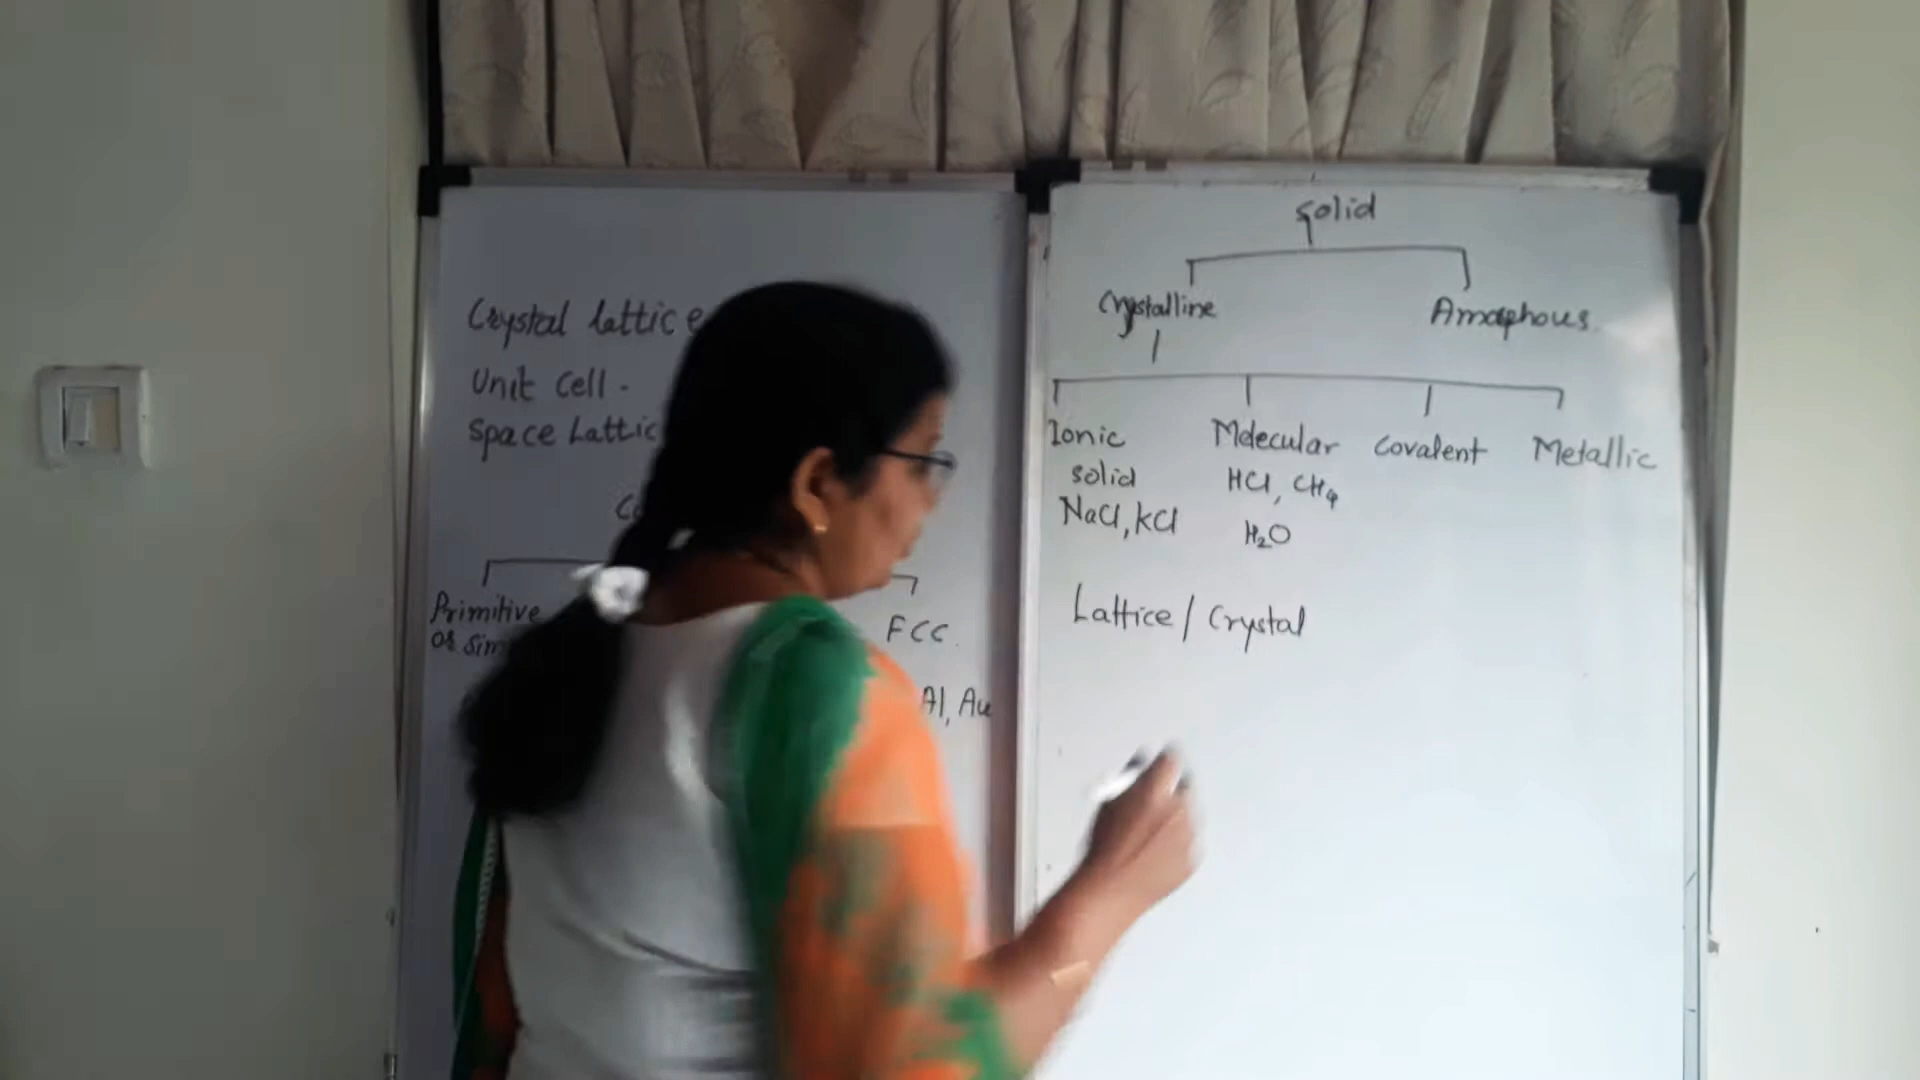 Crystal lattice
Unit Cell -
Space Lattic
Primitive
or Sim
FCC
Al, Au
Solid
Crystalline
Amorphous.
Ionic
solid
NaCl, KCl
Molecular
HCl, CH4
H2O
Covalent
Metallic
Lattice / Crystal